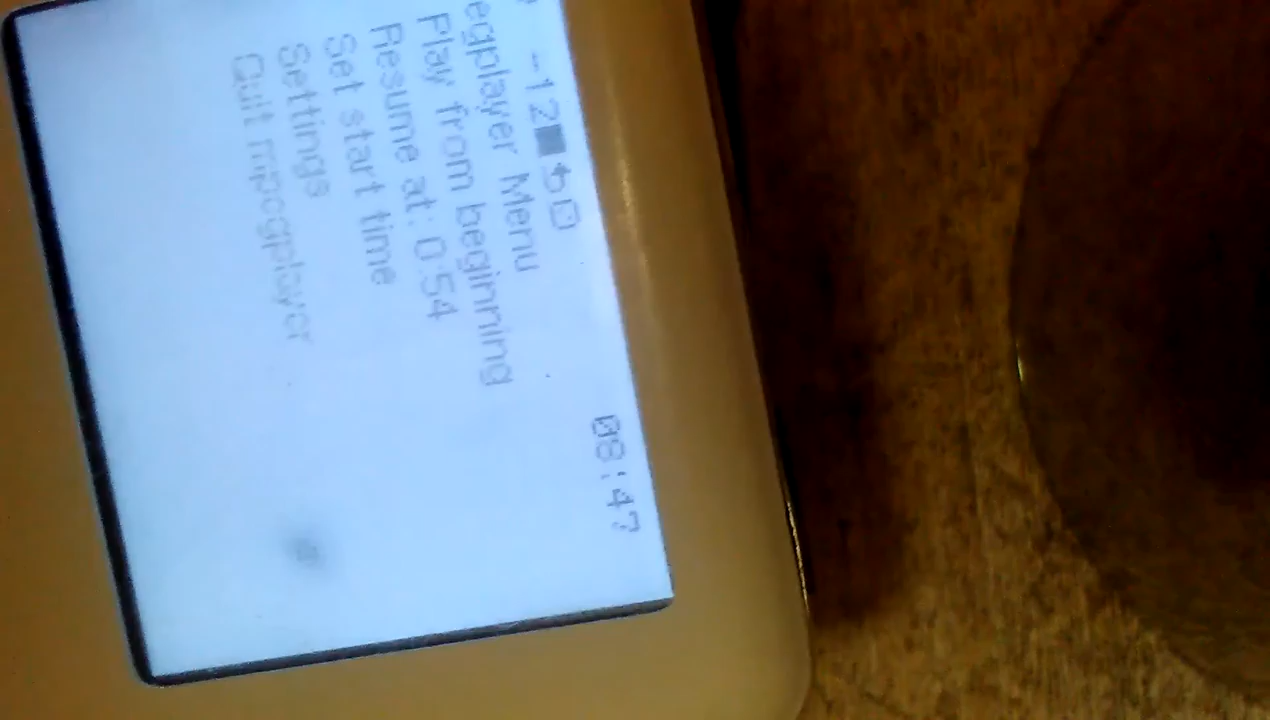 -12 08:47
egplayer Menu
Play from beginning
Resume at: 0:54
Set start time
Settings
Quit mpegplayer